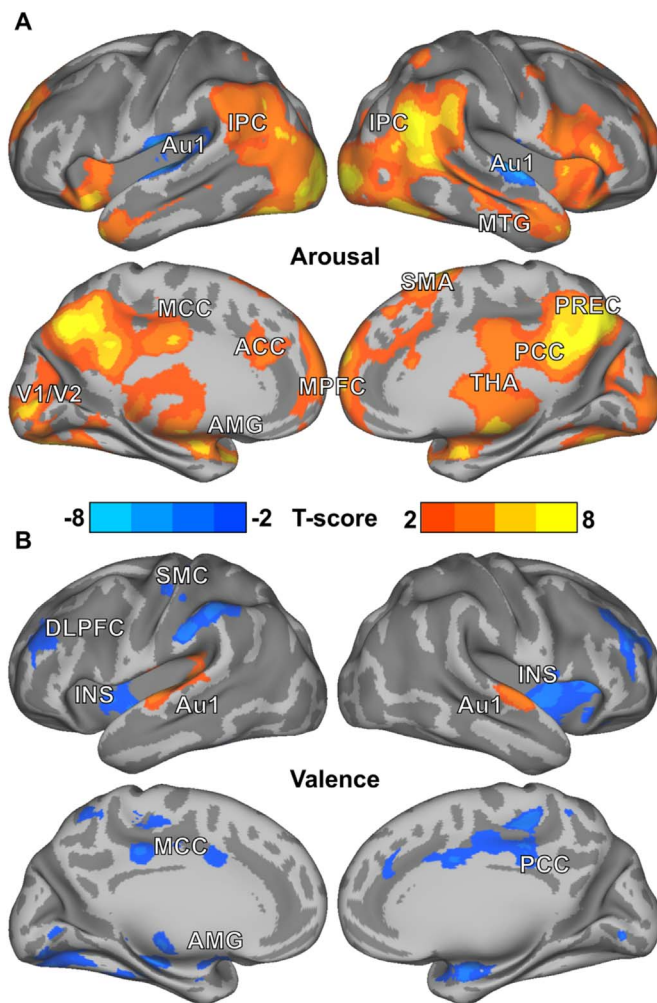 A
IPC
Au1
IPC
Au1
MTG
Arousal
MCC
ACC
V1/V2
MPFC
AMG
SMA
PREC
PCC
THA
-8 -2 T-score 2 8
B
SMC
DLPFC
INS
Au1
INS
Au1
Valence
MCC
AMG
PCC